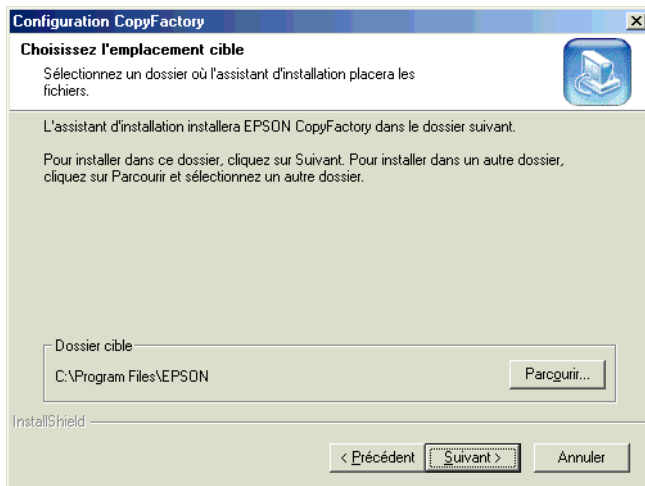 Configuration CopyFactory
Choisissez l'emplacement cible
Sélectionnez un dossier où l'assistant d'installation placera les
fichiers.
L'assistant d'installation installera EPSON CopyFactory dans le dossier suivant.
Pour installer dans ce dossier, cliquez sur Suivant. Pour installer dans un autre dossier,
cliquez sur Parcourir et sélectionnez un autre dossier.
Dossier cible
C:\Program Files\EPSON
Parcourir...
InstallShield
< Précédent
Suivant >
Annuler